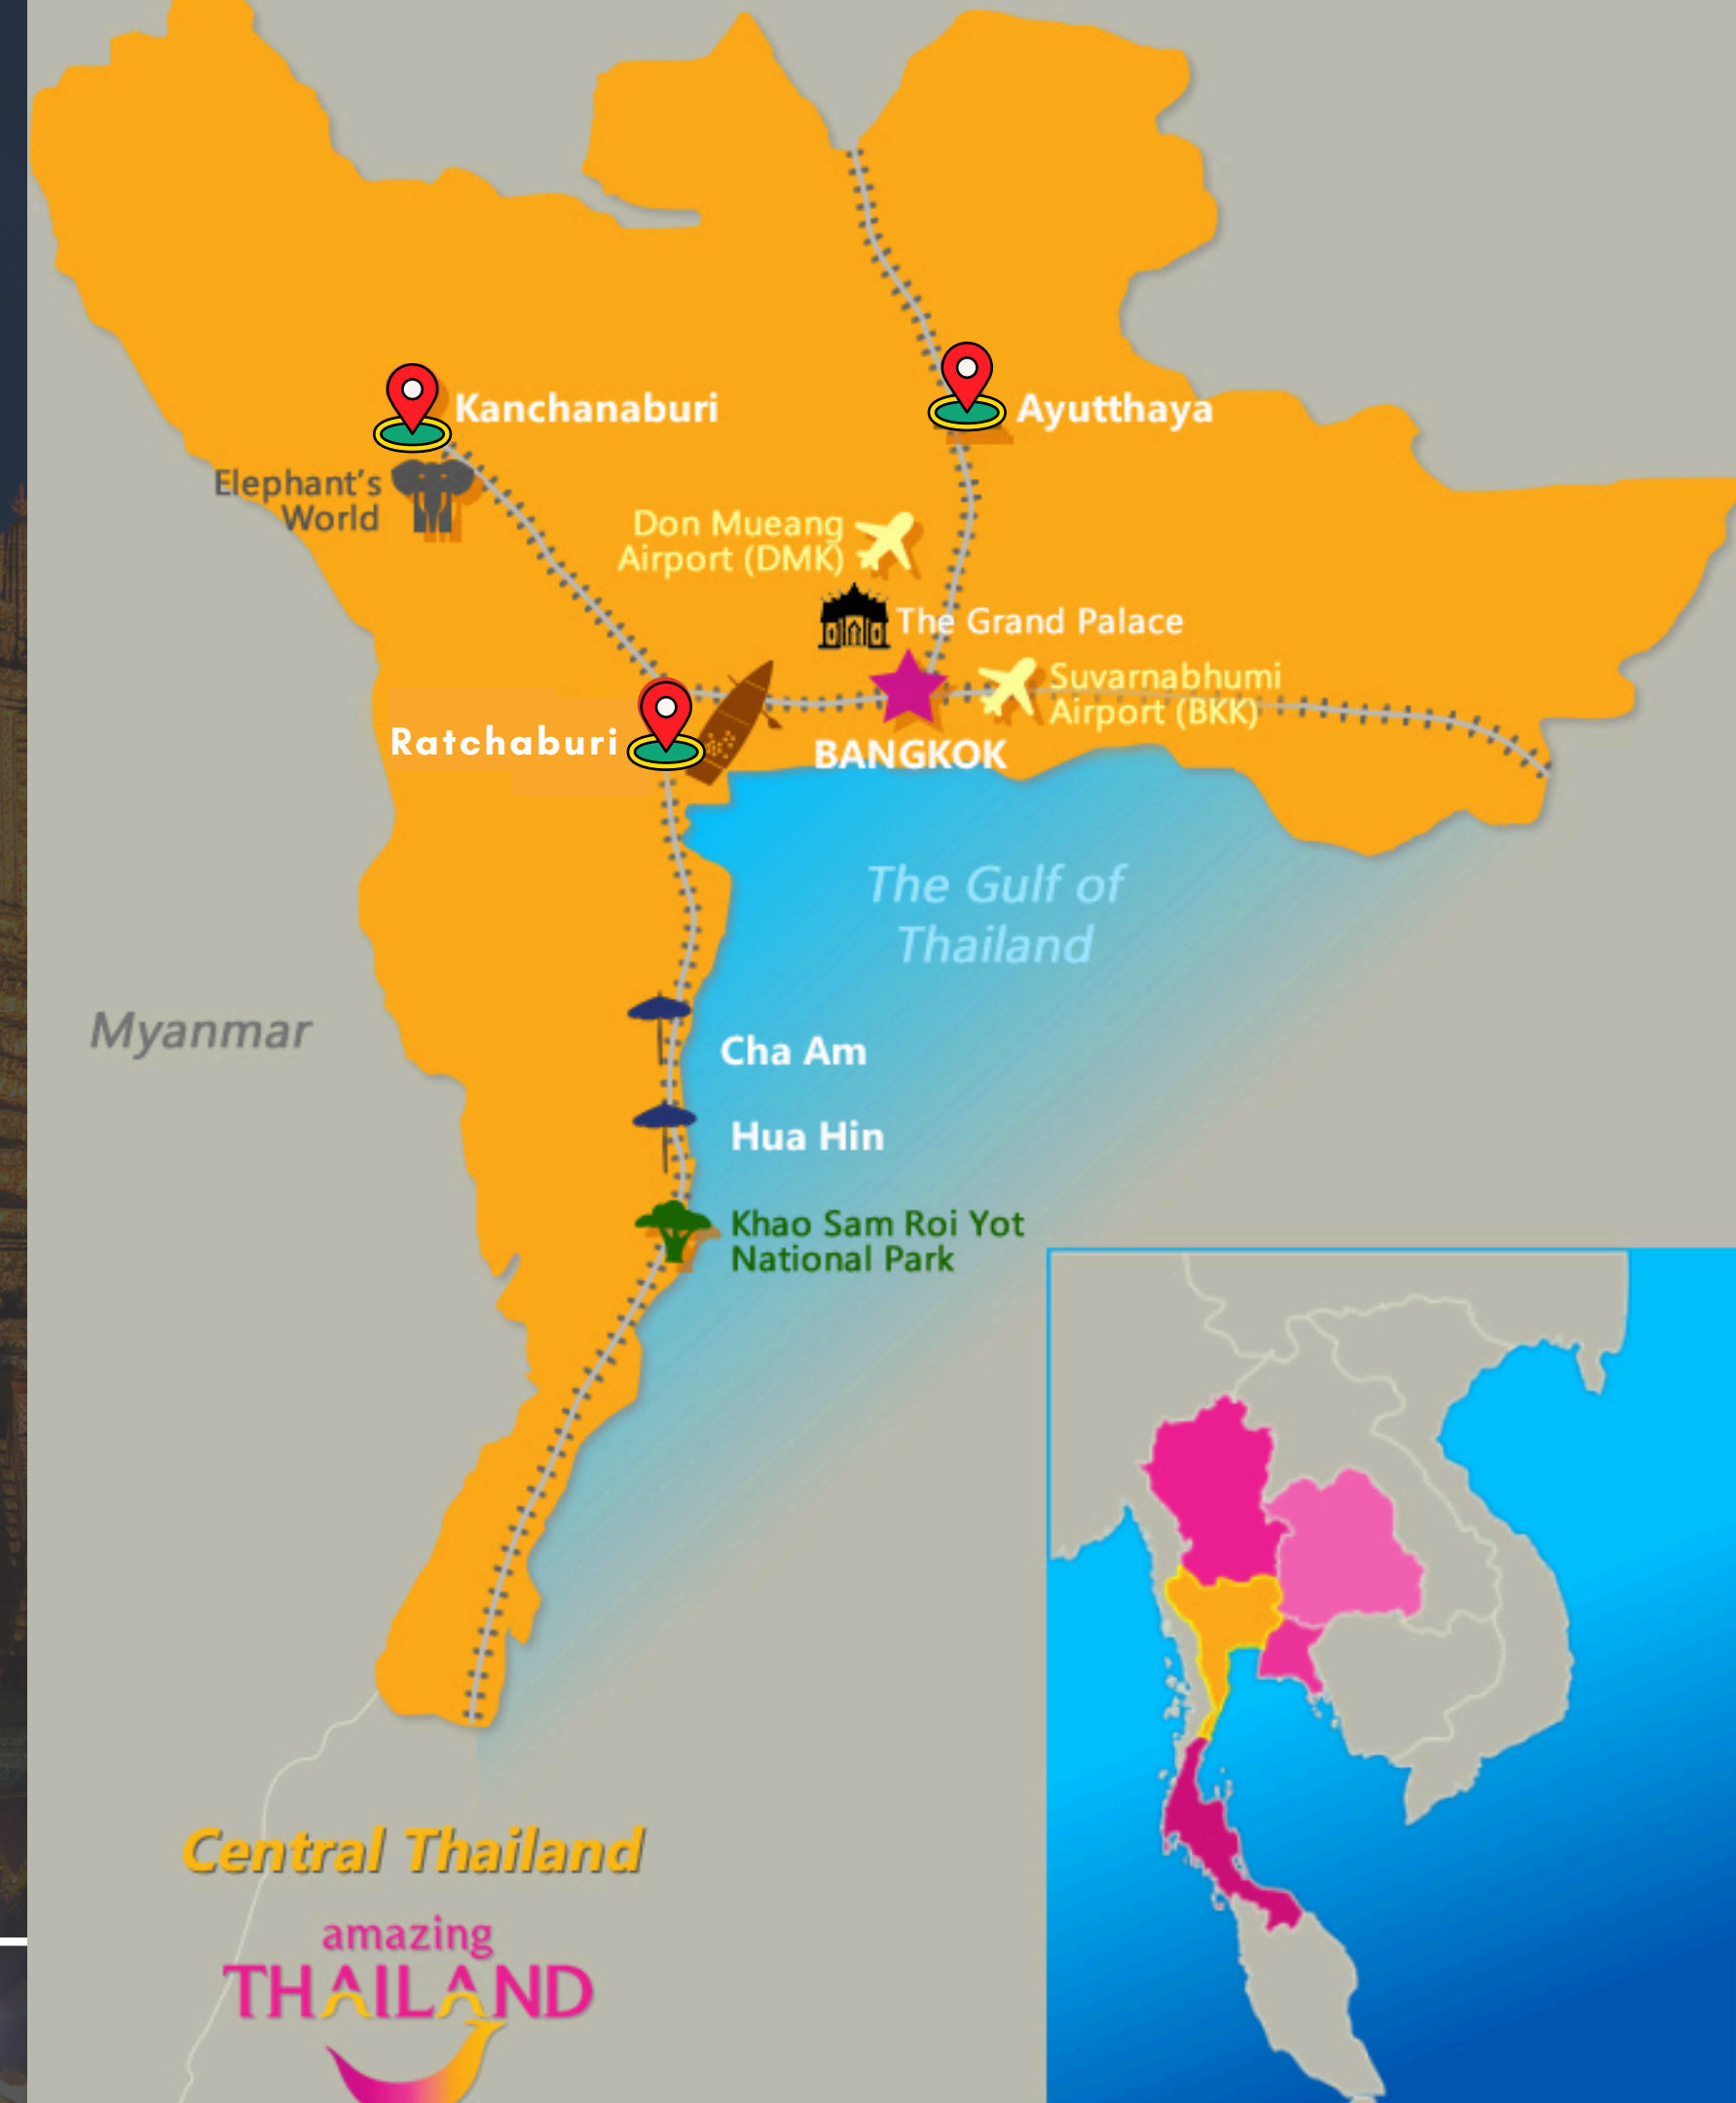 Kanchanaburi
Ayutthaya
Elephant's
World
Don Mueang
Airport (DMK)
The Grand Palace
Suvarnabhumi
Airport (BKK)
Ratchaburi
BANGKOK
The Gulf of
Thailand
Myanmar
Cha Am
Hua Hin
Khao Sam Roi Yot
National Park
Central Thailand
amazing
THAILAND